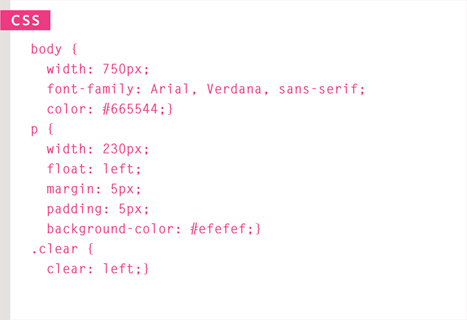 CSS
body {
width: 750px;
font-family: Arial, Verdana, sans-serif;
color: #665544;}
p {
width: 230px;
float: left;
margin: 5px;
padding: 5px;
background-color: #efefef;}
.clear {
clear: left;}